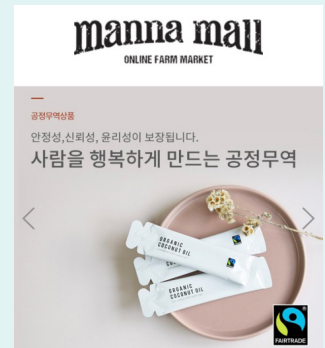 manna mall
ONLINE FARM MARKET
공정무역상품
안정성,신뢰성, 윤리성이 보장됩니다.
사람을 행복하게 만드는 공정무역
ORGANIC
COCONUT OIL
ORGANIC
COCONUT OIL
FAIRTRADE